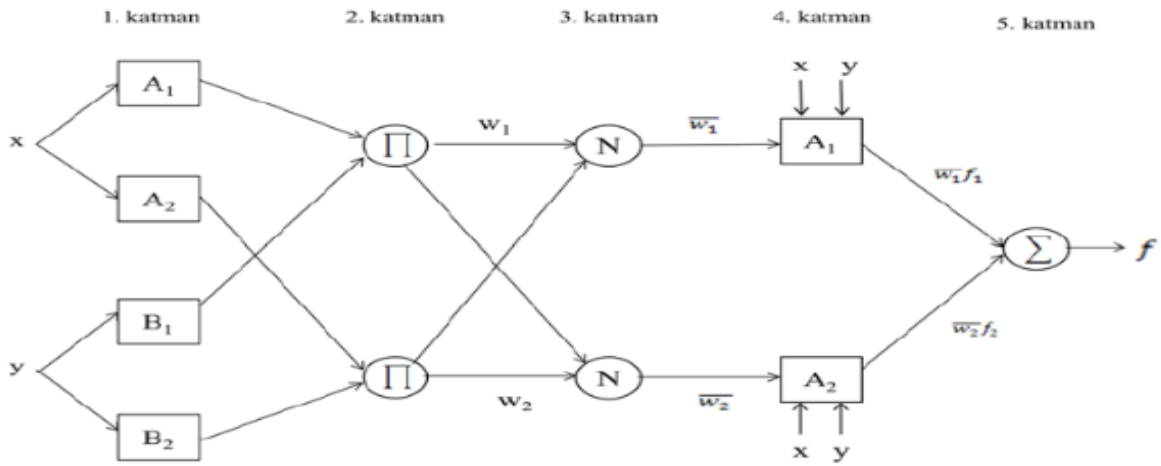 1. katman 2. katman 3. katman 4. katman 5. katman
x y
A₁
∏ w₁ N w̅₁ A₁
x
w̅₁f₁
A₂
∑ f
B₁
w̅₂f₂
y
∏ w₂ N w̅₂ A₂
B₂
x y